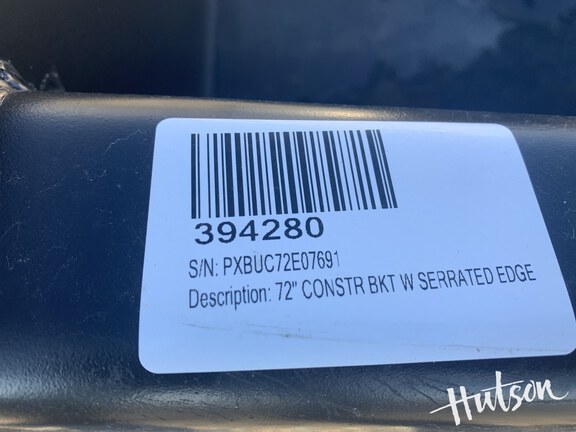 394280
S/N: PXBUC72E07691
Description: 72" CONSTR BKT W SERRATED EDGE
Hutson